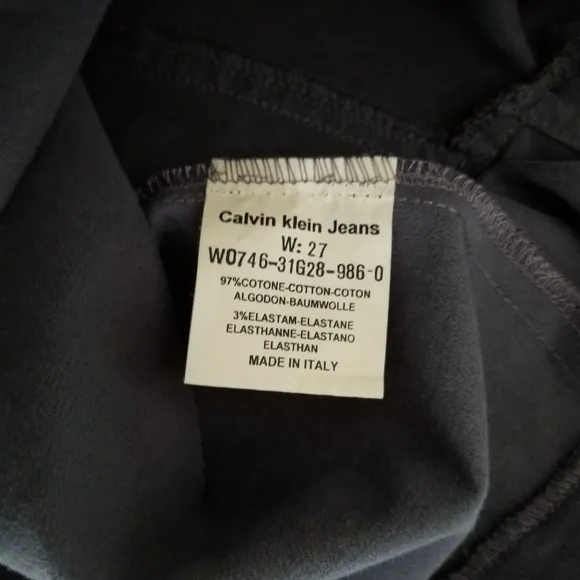 Calvin klein Jeans
W: 27
W0746-31G28-986-0
97%COTONE-COTTON-COTON
ALGODON-BAUMWOLLE
3%ELASTAM-ELASTANE
ELASTHANNE-ELASTANO
ELASTHAN
MADE IN ITALY